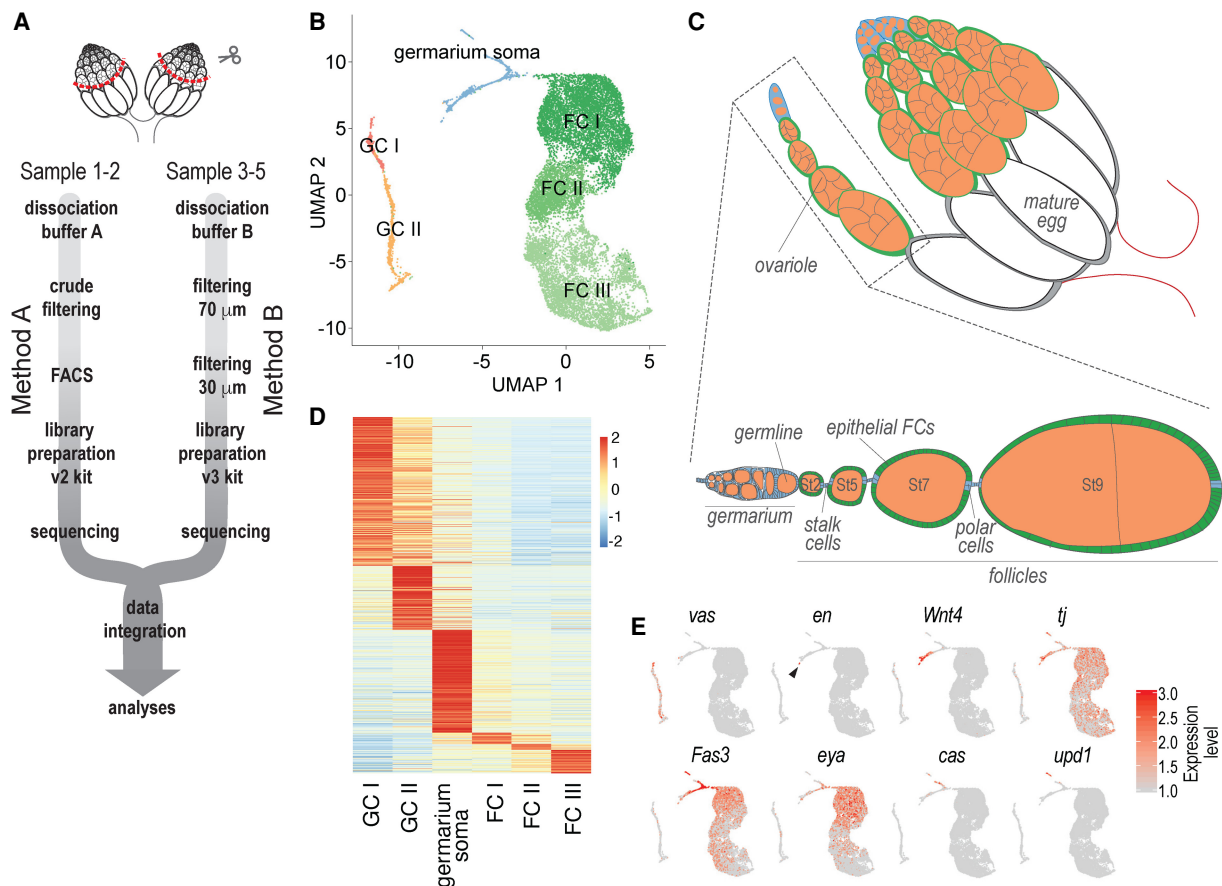 A
Sample 1-2
Sample 3-5
dissociation
buffer A
dissociation
buffer B
crude
filtering
filtering
70 μm
Method A
Method B
FACS
filtering
30 μm
library
preparation
v2 kit
library
preparation
v3 kit
sequencing
sequencing
data
integration
analyses
B
germarium soma
FC I
GC I
FC II
GC II
FC III
UMAP 2
10
5
0
-5
-10
-10
-5
0
5
UMAP 1
C
ovariole
mature
egg
germline
epithelial FCs
St2
St5
St7
St9
germarium
stalk
cells
polar
cells
follicles
D
2
1
0
-1
-2
GC I
GC II
germarium
soma
FC I
FC II
FC III
E
vas
en
Wnt4
tj
Fas3
eya
cas
upd1
3.0
2.5
2.0
1.5
1.0
Expression
level